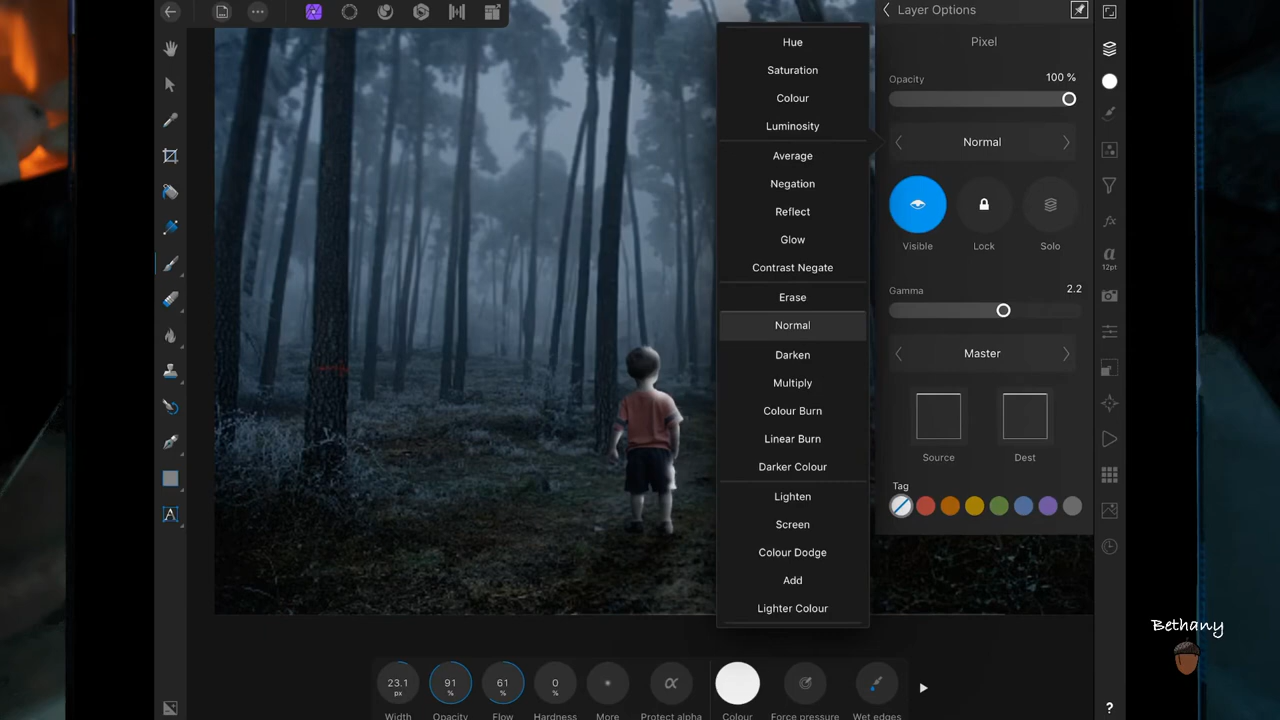 Layer Options
Pixel
Opacity
100 %
Normal
Visible
Lock
Solo
Gamma
2.2
Master
Source
Dest
Tag
Hue
Saturation
Colour
Luminosity
Average
Negation
Reflect
Glow
Contrast Negate
Erase
Normal
Darken
Multiply
Colour Burn
Linear Burn
Darker Colour
Lighten
Screen
Colour Dodge
Add
Lighter Colour
a
12pt
A
23.1
px
91
%
61
%
0
%
α
Width
Opacity
Flow
Hardness
More
Protect alpha
Colour
Force pressure
Wet edges
?
Bethany